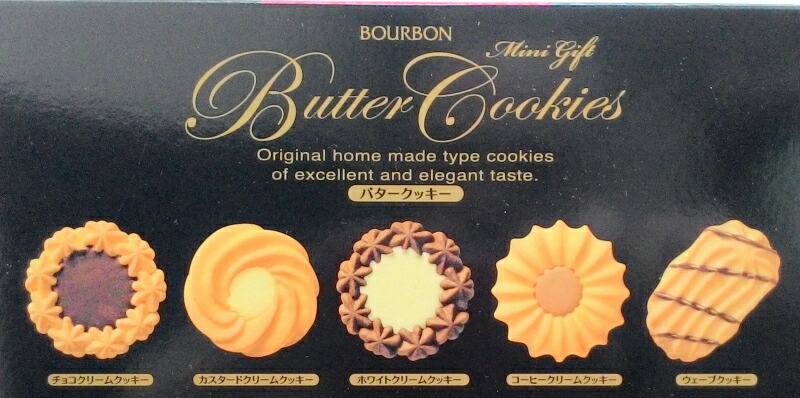 BOURBON
Mini Gift
Butter Cookies
Original home made type cookies
of excellent and elegant taste.
バタークッキー
チョコクリームクッキー
カスタードクリームクッキー
ホワイトクリームクッキー
コーヒークリームクッキー
ウェーブクッキー